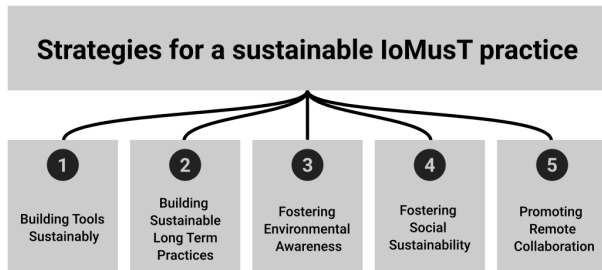 Strategies for a sustainable IoMusT practice
1
Building Tools
Sustainably
2
Building
Sustainable
Long Term
Practices
3
Fostering
Environmental
Awareness
4
Fostering
Social
Sustainability
5
Promoting
Remote
Collaboration